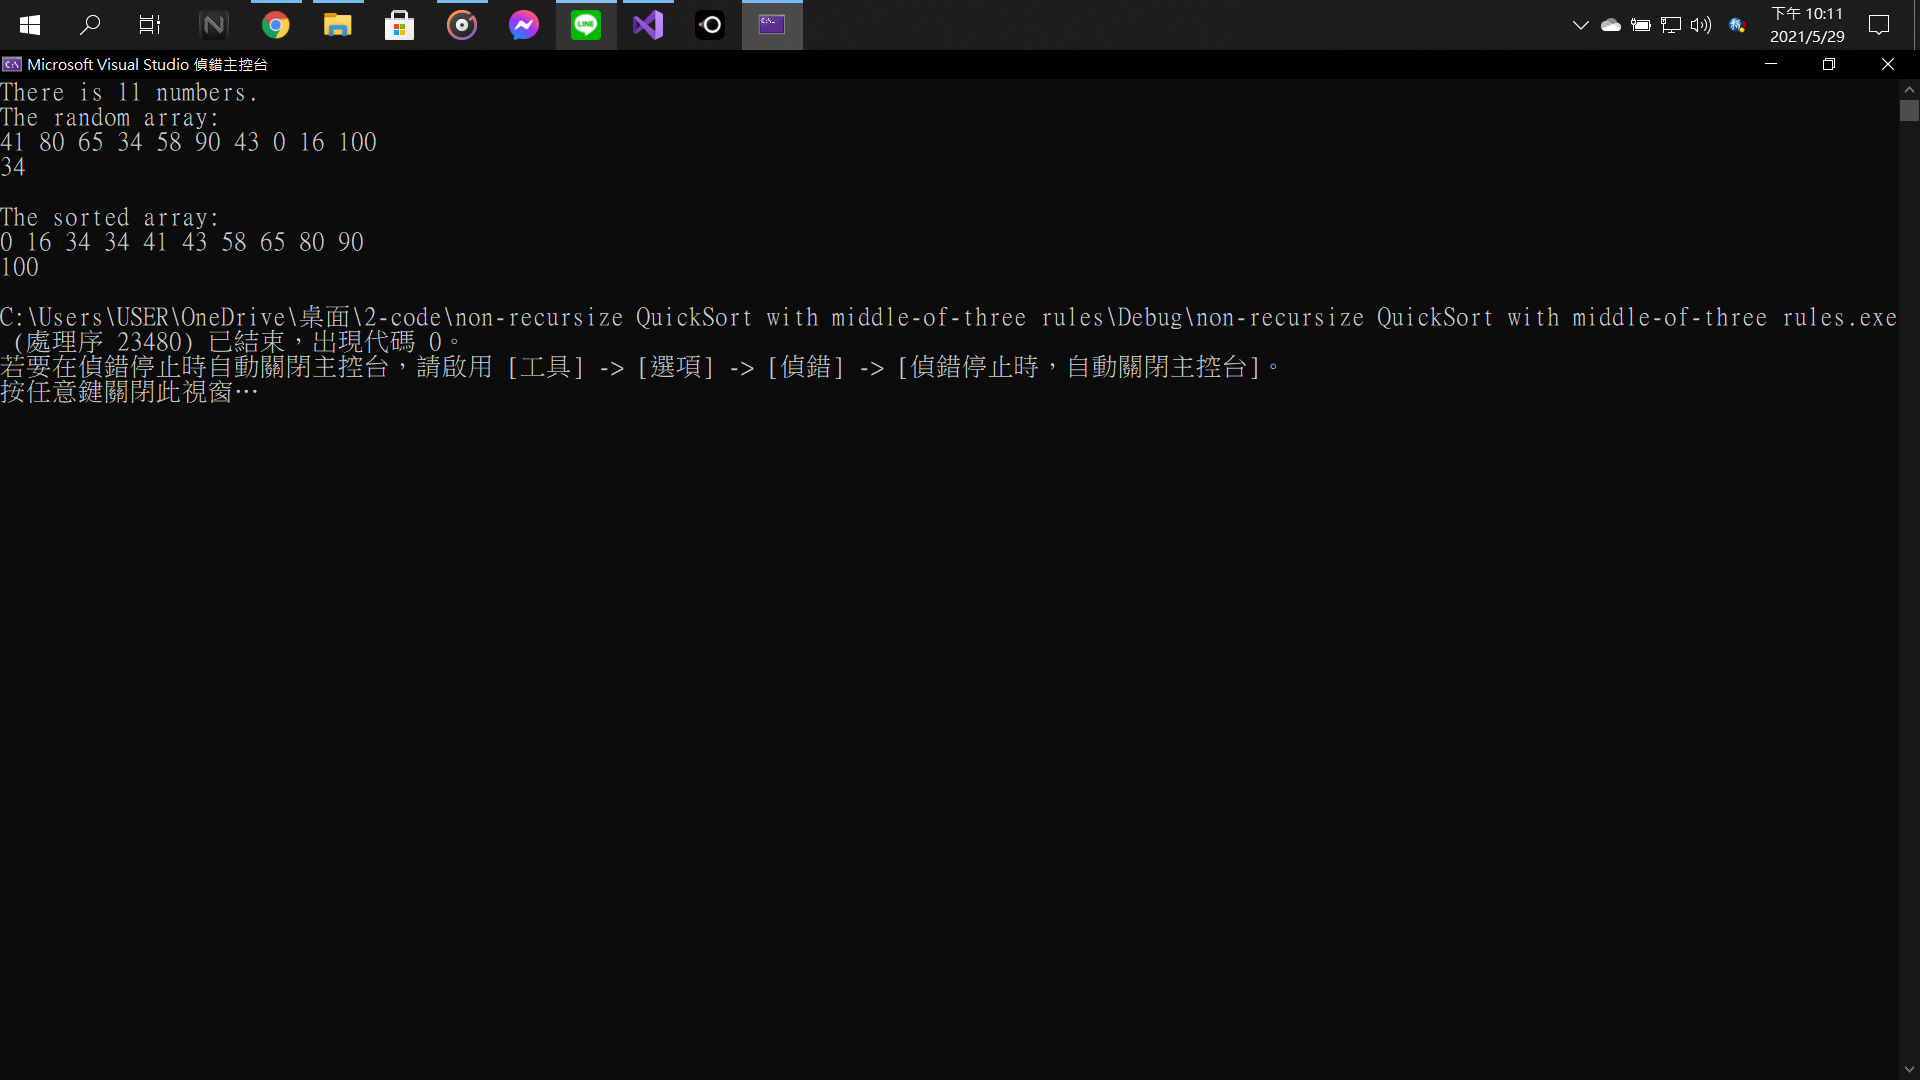 下午 10:11
2021/5/29
Microsoft Visual Studio 偵錯主控台
There is 11 numbers.
The random array:
41 80 65 34 58 90 43 0 16 100
34
The sorted array:
0 16 34 34 41 43 58 65 80 90
100
C:\Users\USER\OneDrive\桌面\2-code\non-recursize QuickSort with middle-of-three rules\Debug\non-recursize QuickSort with middle-of-three rules.exe
(處理序 23480) 已結束，出現代碼 0。
若要在偵錯停止時自動關閉主控台，請啟用 [工具] -> [選項] -> [偵錯] -> [偵錯停止時，自動關閉主控台]。
按任意鍵關閉此視窗…